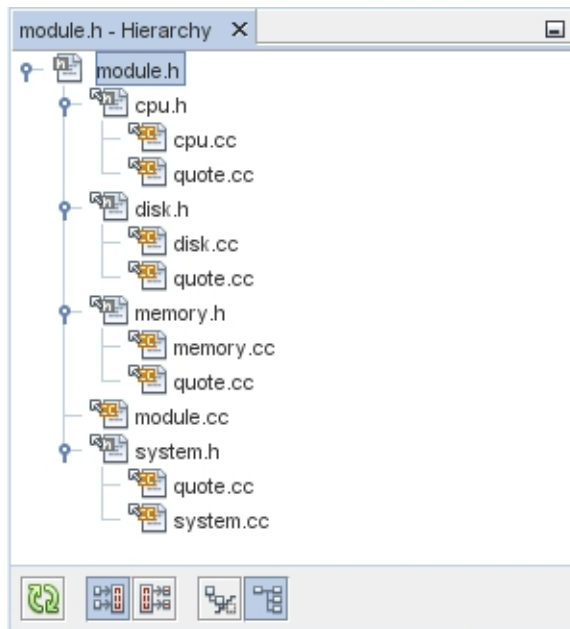 module.h - Hierarchy
module.h
cpu.h
cpu.cc
quote.cc
disk.h
disk.cc
quote.cc
memory.h
memory.cc
quote.cc
module.cc
system.h
quote.cc
system.cc